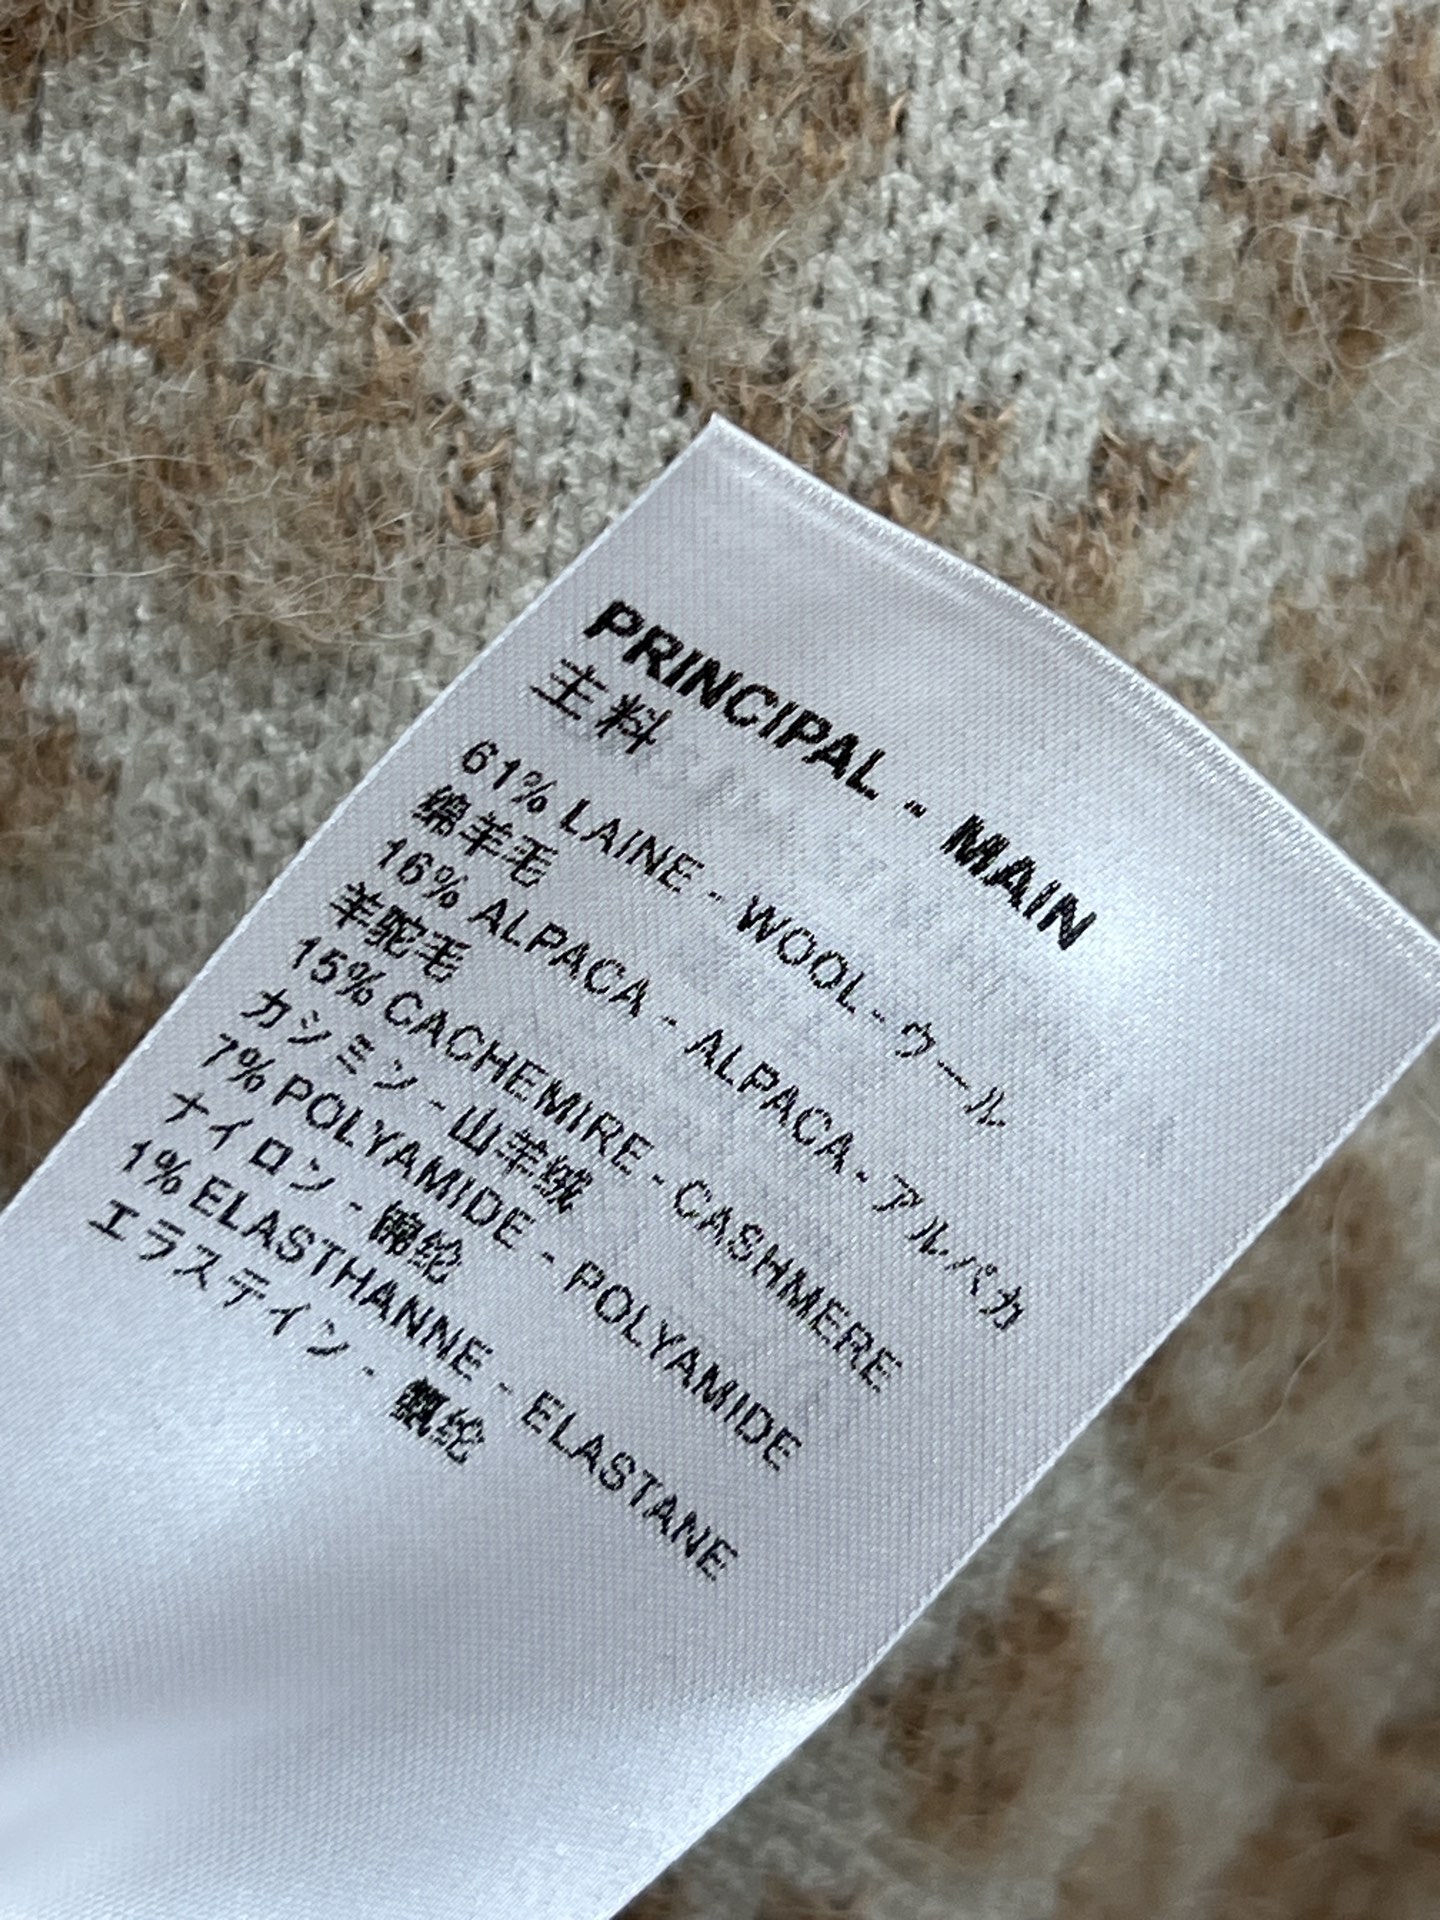 PRINCIPAL - MAIN
主料
61% LAINE - WOOL - ウール
绵羊毛
16% ALPACA - ALPACA - アルパカ
羊驼毛
15% CACHEMIRE - CASHMERE
カシミン - 山羊绒
7% POLYAMIDE - POLYAMIDE
ナイロン - 锦纶
1% ELASTHANNE - ELASTANE
エラスティン - 氨纶